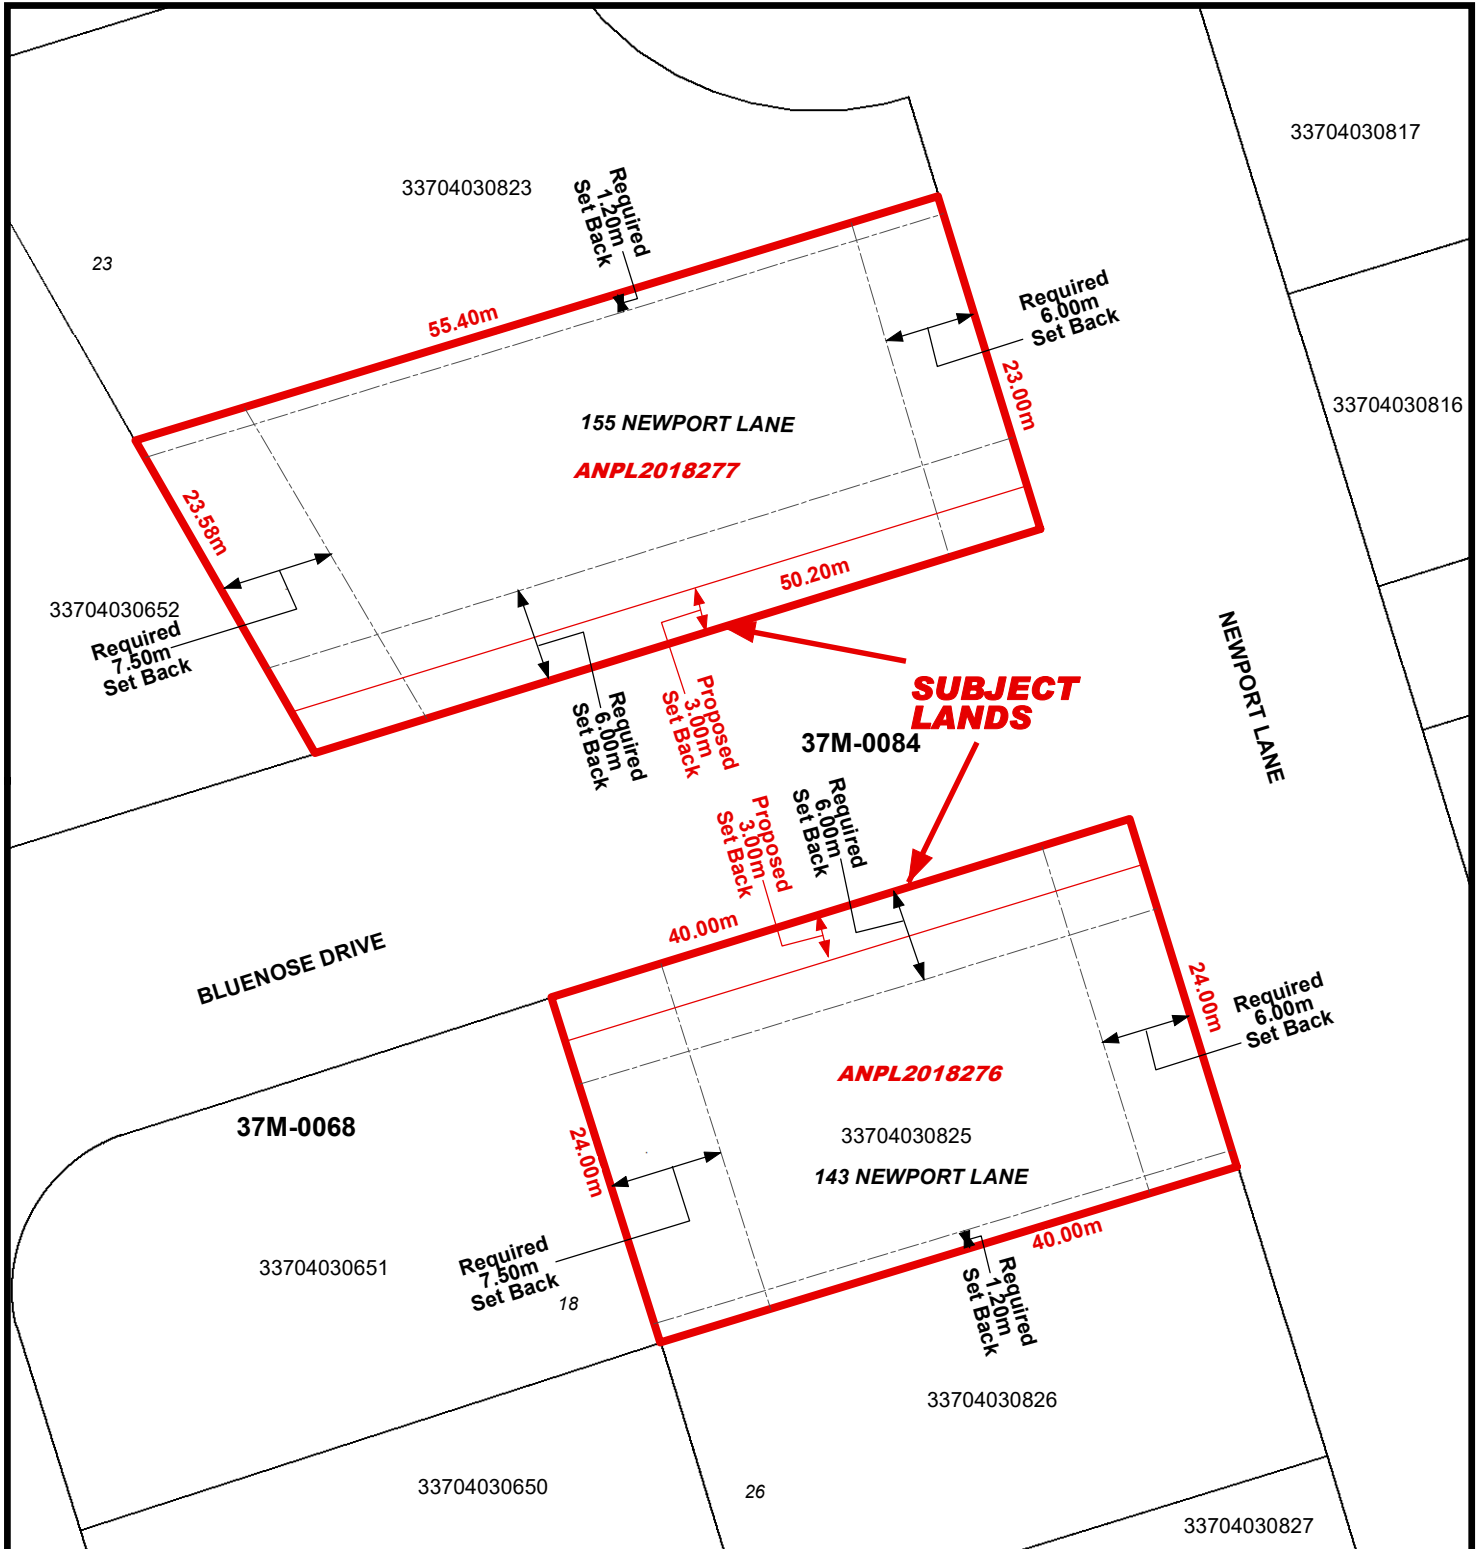 33704030817
33704030823
Required
1.20m
Set Back
23
Required
6.00m
Set Back
55.40m
23.00m
33704030816
155 NEWPORT LANE
ANPL2018277
23.58m
50.20m
33704030652
Required
7.50m
Set Back
Required
6.00m
Set Back
Proposed
3.00m
Set Back
SUBJECT
LANDS
NEWPORT LANE
37M-0084
Proposed
3.00m
Set Back
Required
6.00m
Set Back
40.00m
BLUENOSE DRIVE
24.00m
Required
6.00m
Set Back
ANPL2018276
37M-0068
33704030825
24.00m
143 NEWPORT LANE
40.00m
33704030651
Required
7.50m
Set Back
18
Required
1.20m
Set Back
33704030826
33704030650
26
33704030827